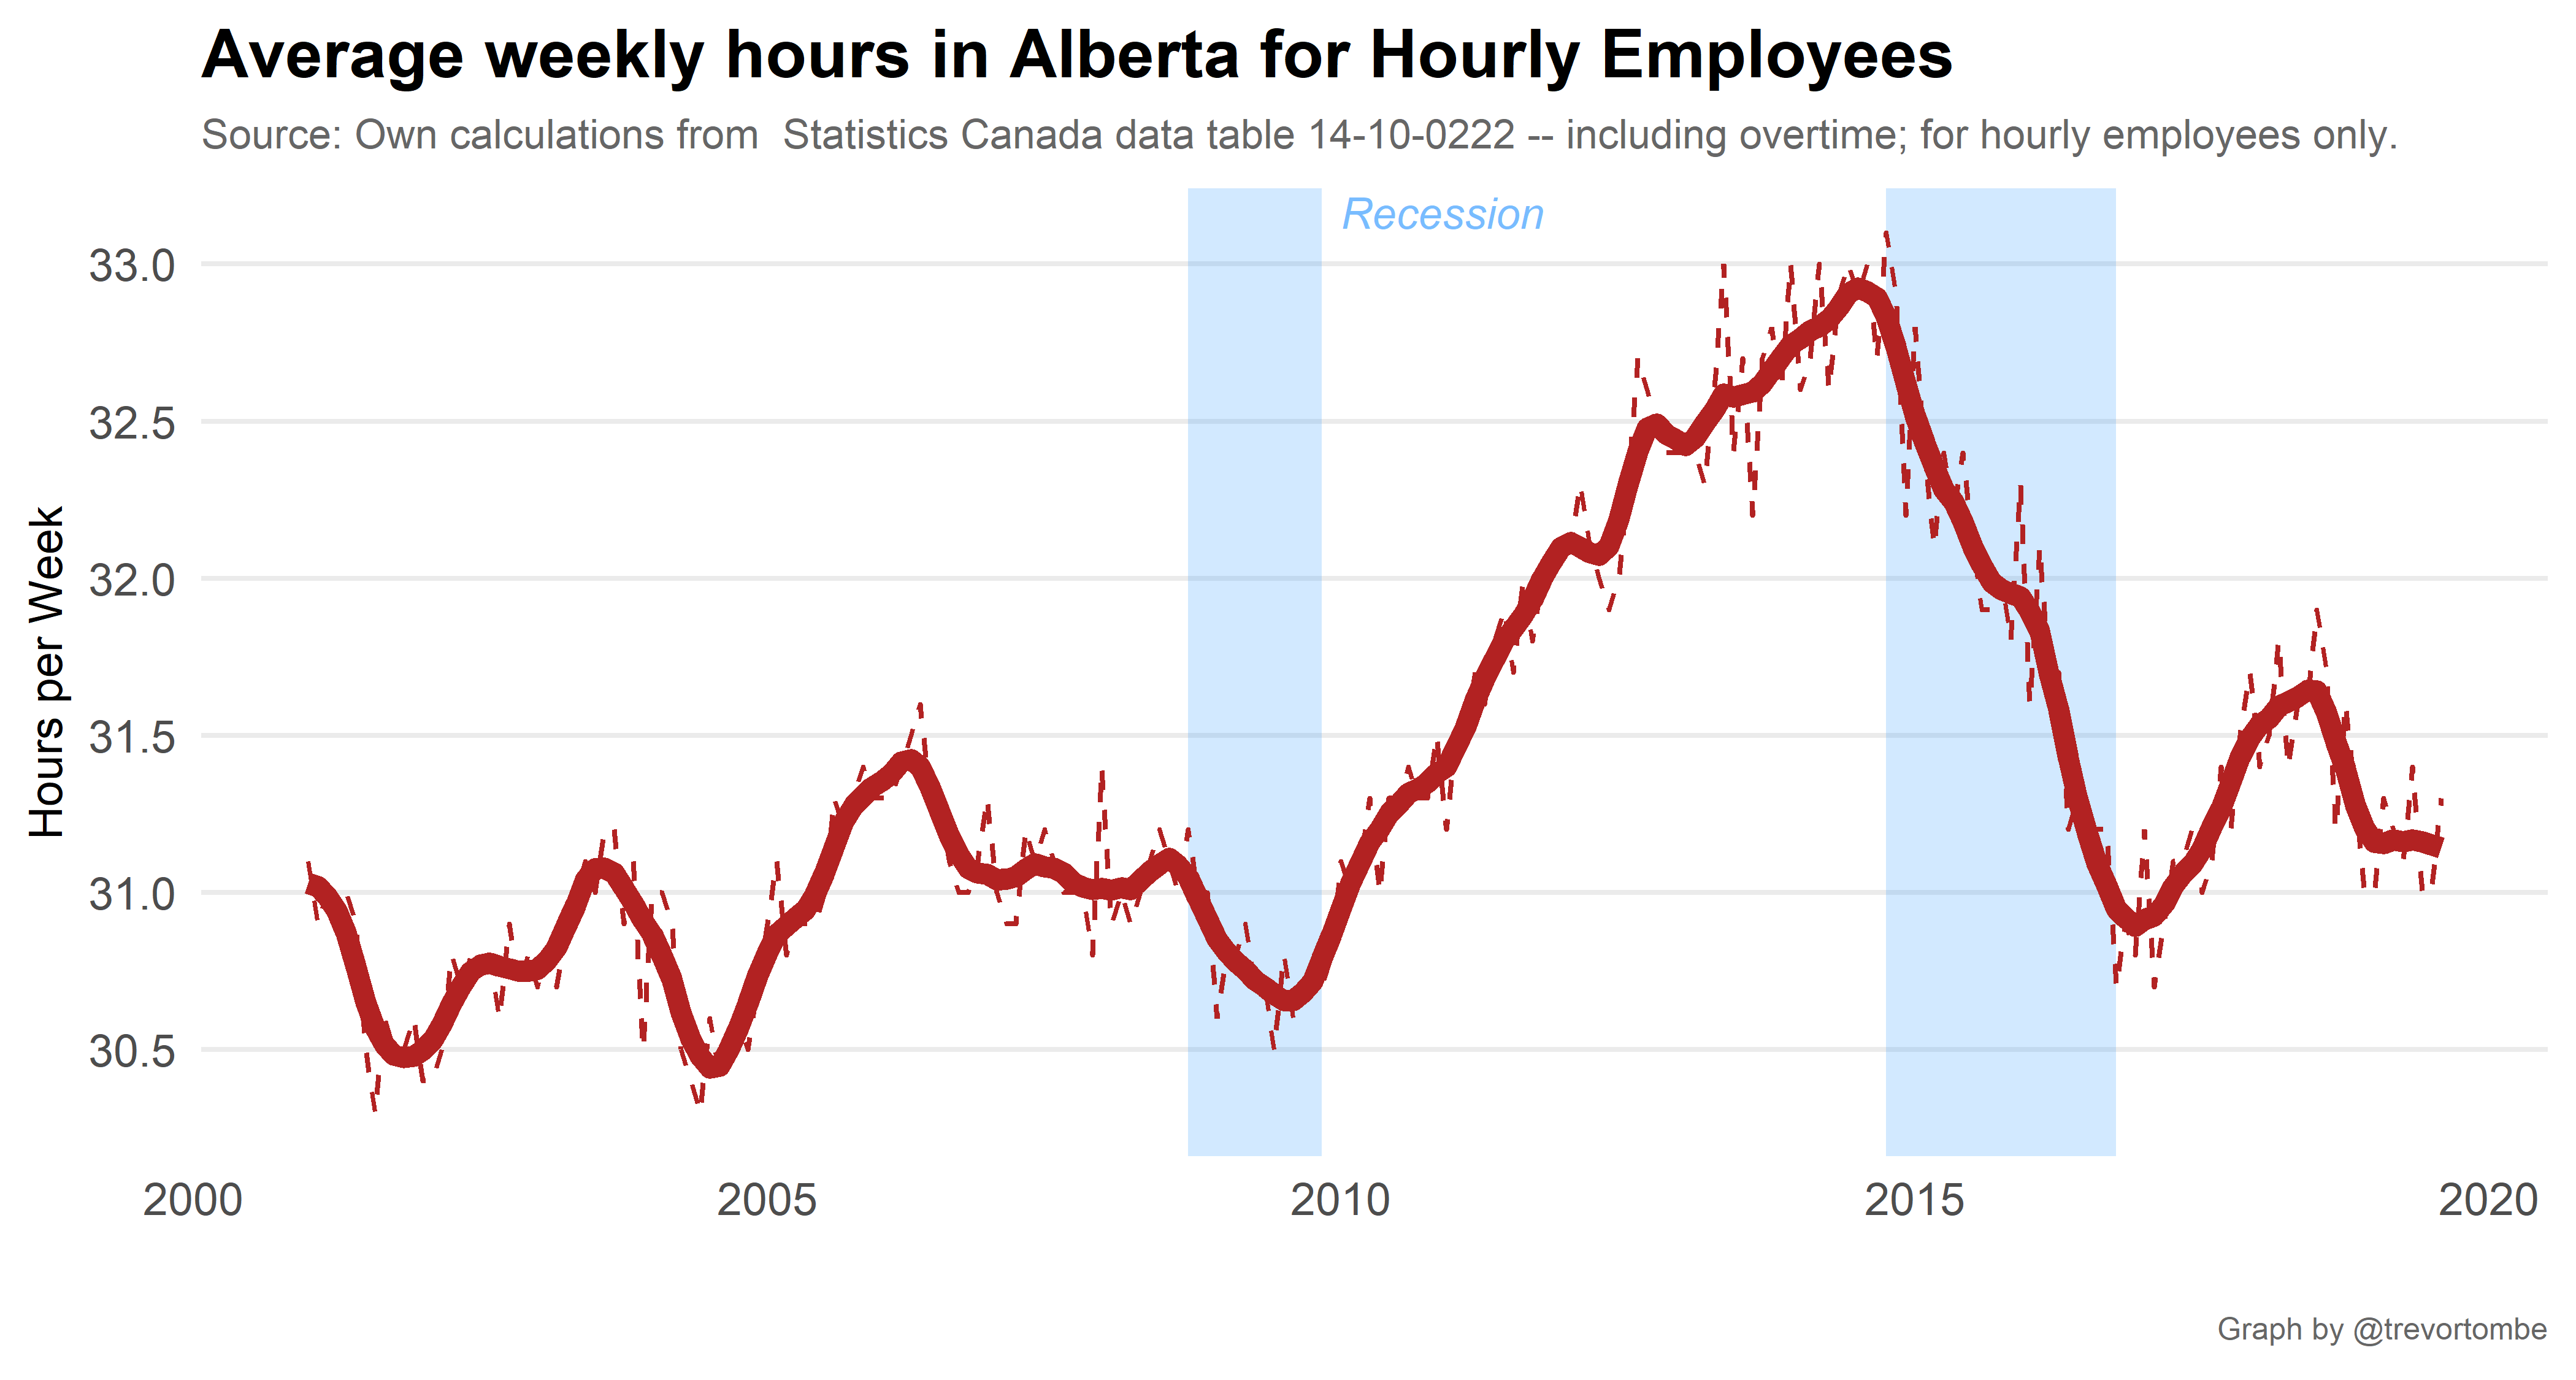 Average weekly hours in Alberta for Hourly Employees
Source: Own calculations from  Statistics Canada data table 14-10-0222 -- including overtime; for hourly employees only.
Recession
33.0
32.5
32.0
31.5
31.0
30.5
Hours per Week
2000 2005 2010 2015 2020
Graph by @trevortombe